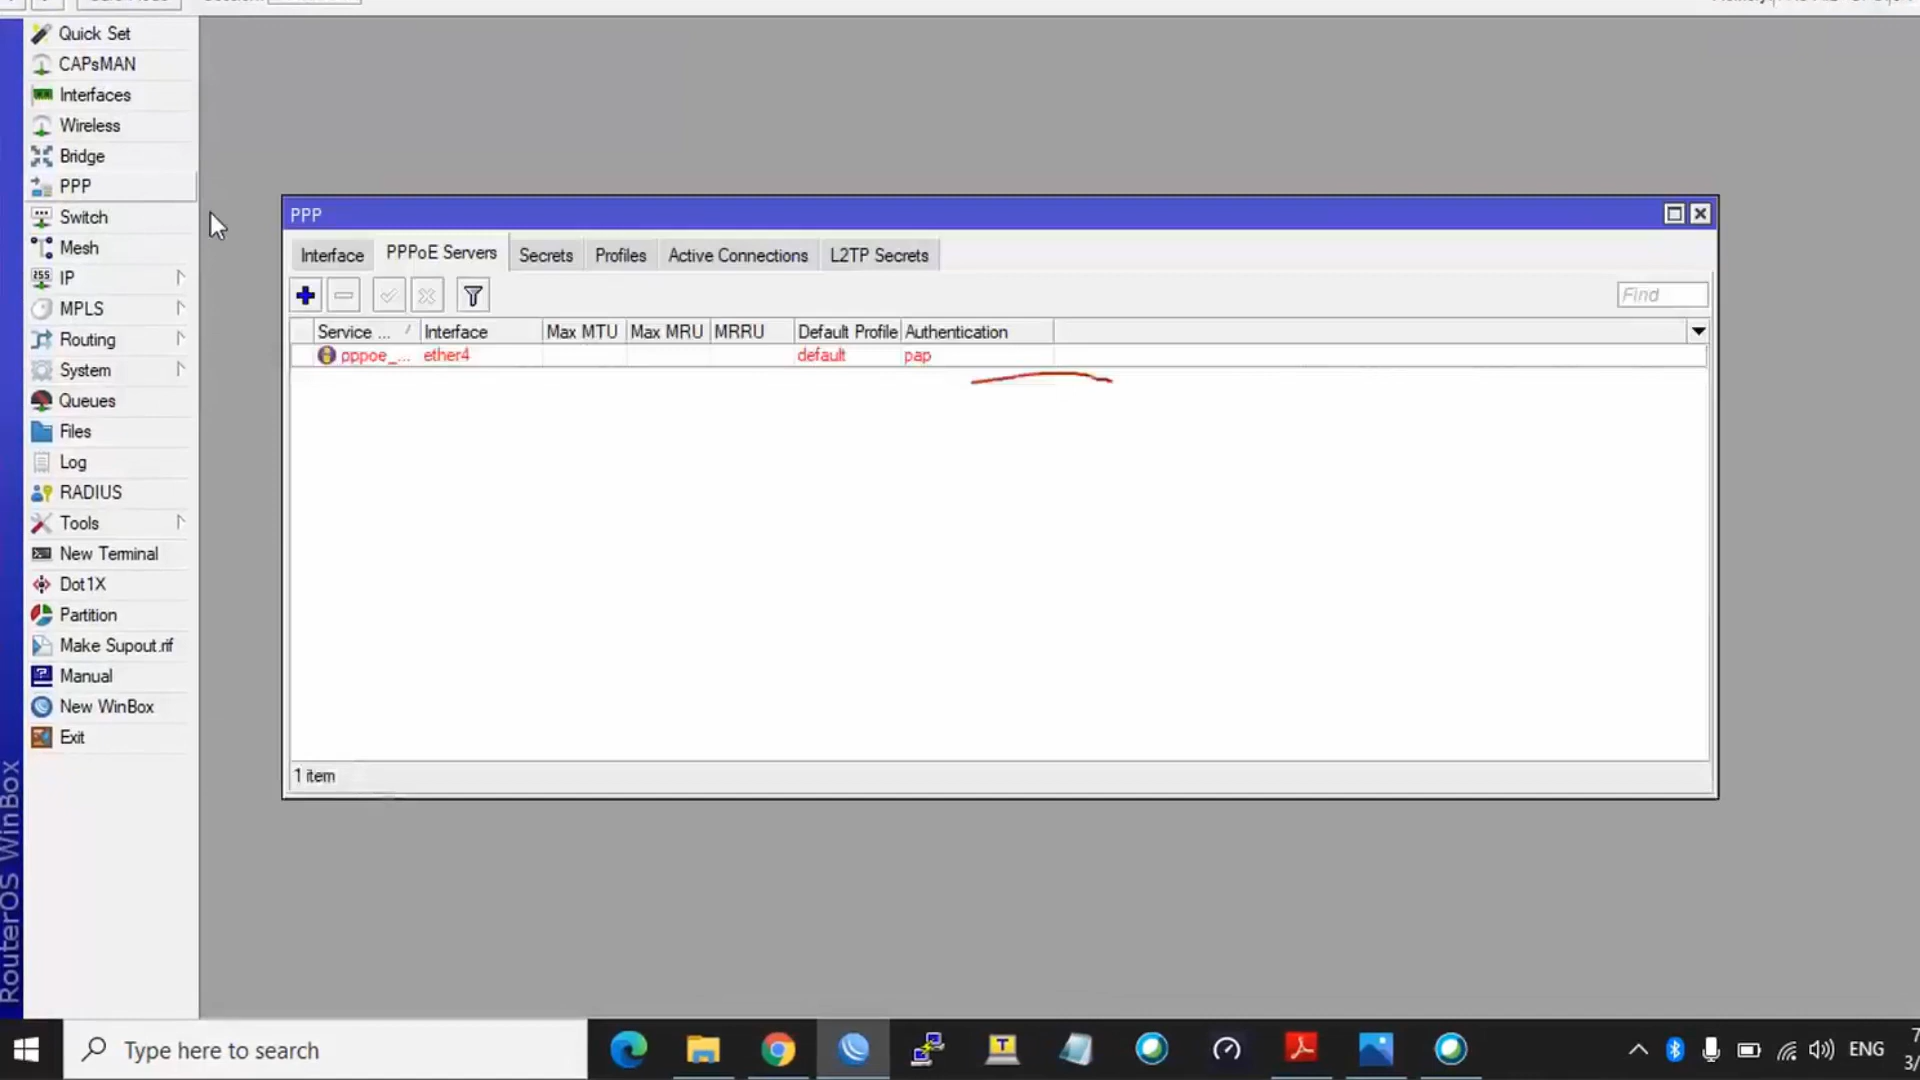 Quick Set
CAPsMAN
Interfaces
Wireless
Bridge
PPP
Switch
Mesh
IP
MPLS
Routing
System
Queues
Files
Log
RADIUS
Tools
New Terminal
Dot1X
Partition
Make Supout.rif
Manual
New WinBox
Exit
RouterOS WinBox
PPP
Interface PPPoE Servers Secrets Profiles Active Connections L2TP Secrets
Find
Service ... Interface Max MTU Max MRU MRRU Default Profile Authentication
pppoe_... ether4 default pap
1 item
Type here to search
ENG